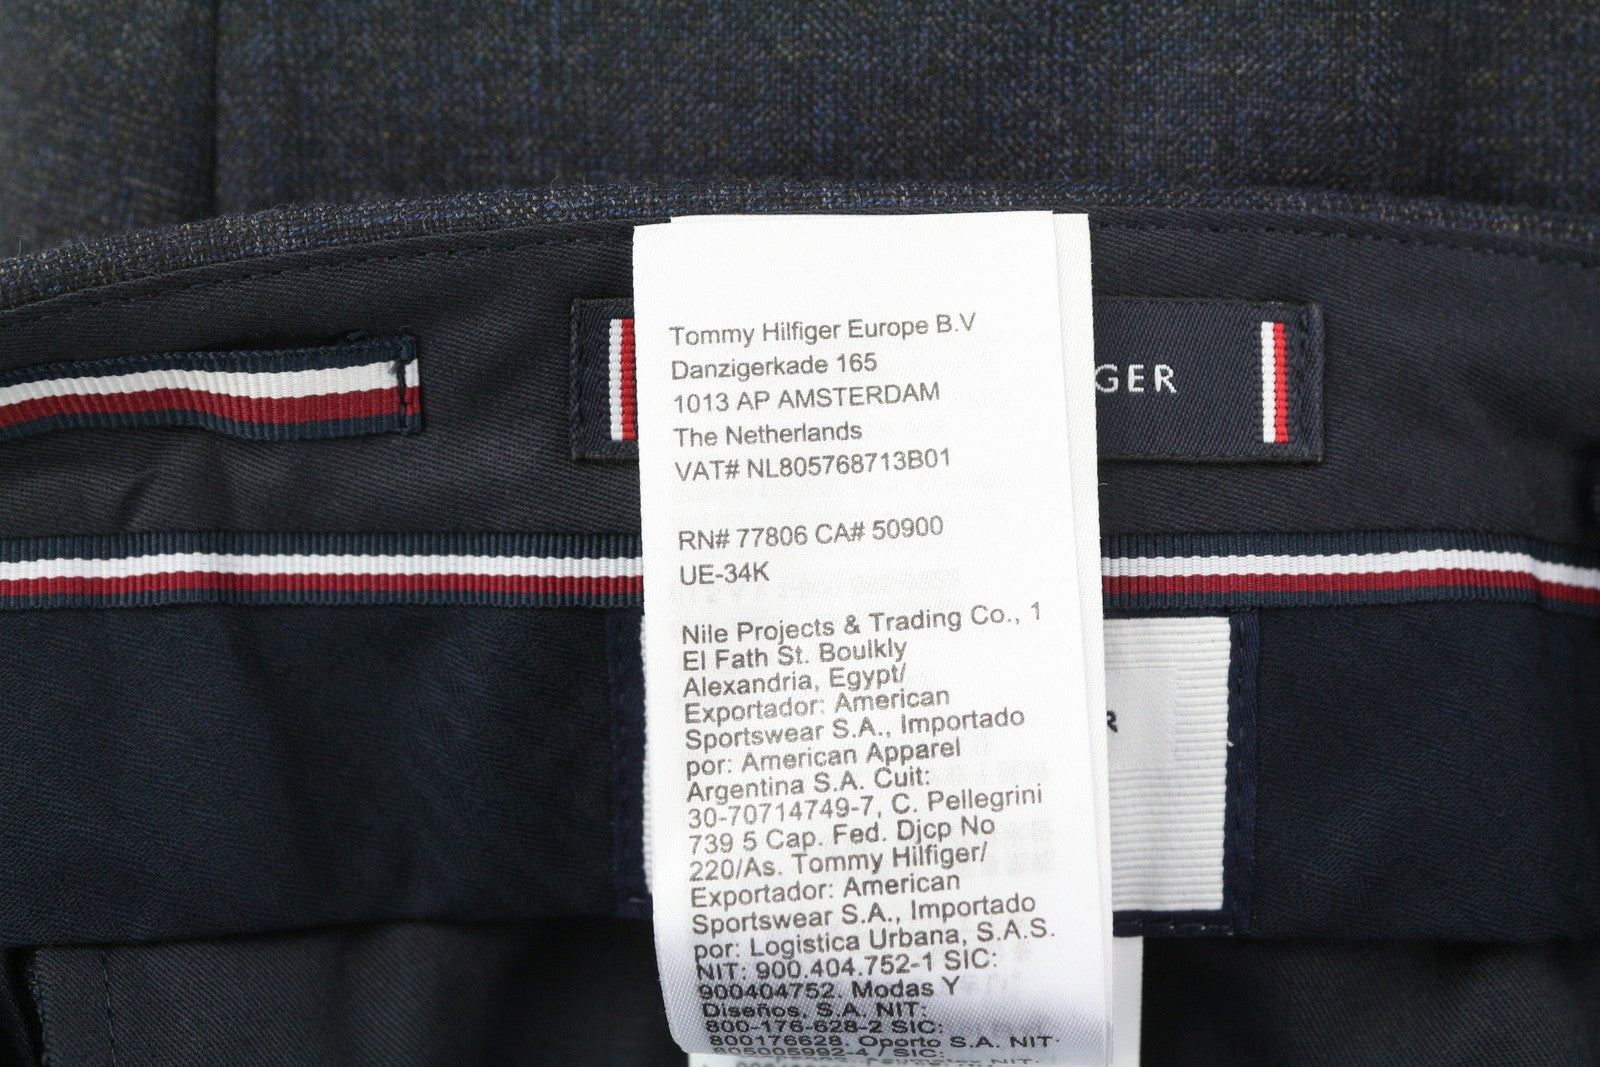 Tommy Hilfiger Europe B.V
Danzigerkade 165
1013 AP AMSTERDAM
The Netherlands
VAT# NL805768713B01
GER
RN# 77806 CA# 50900
UE-34K
Nile Projects & Trading Co., 1
El Fath St. Boulkly
Alexandria, Egypt/
Exportador: American
Sportswear S.A., Importado
por: American Apparel
Argentina S.A. Cuit:
30-70714749-7, C. Pellegrini
739 5 Cap. Fed. Djcp No
220/As. Tommy Hilfiger/
Exportador: American
Sportswear S.A., Importado
por: Logistica Urbana, S.A.S.
NIT: 900.404.752-1 SIC:
900404752. Modas Y
Diseños, S.A. NIT:
800-176-628-2 SIC:
800176628. Oporto S.A. NIT:
805005992-4 / SIC:
R